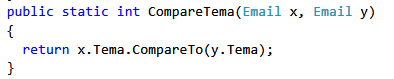 public static int CompareTema(Email x, Email y)
{
  return x.Tema.CompareTo(y.Tema);
}